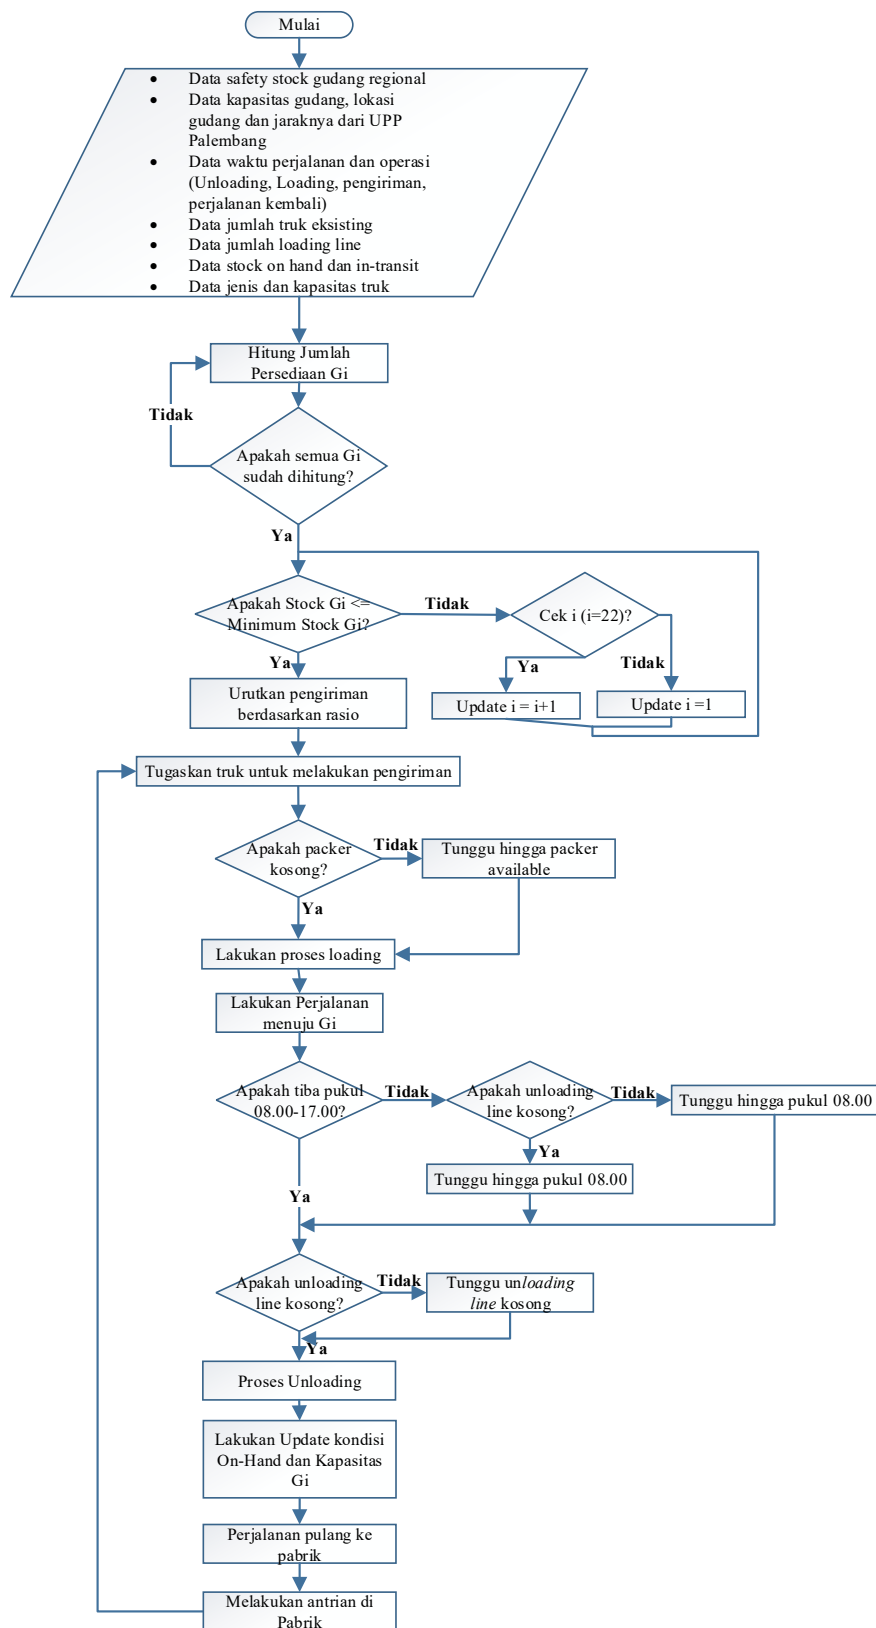 Mulai
• Data safety stock gudang regional
• Data kapasitas gudang, lokasi
gudang dan jaraknya dari UPP
Palembang
• Data waktu perjalanan dan operasi
(Unloading, Loading, pengiriman,
perjalanan kembali)
• Data jumlah truk eksisting
• Data jumlah loading line
• Data stock on hand dan in-transit
• Data jenis dan kapasitas truk
Hitung Jumlah
Persediaan Gi
Tidak
Apakah semua Gi
sudah dihitung?
Ya
Apakah Stock Gi <=
Minimum Stock Gi?
Tidak
Cek i (i=22)?
Ya
Ya
Tidak
Urutkan pengiriman
berdasarkan rasio
Update i = i+1
Update i =1
Tugaskan truk untuk melakukan pengiriman
Apakah packer
kosong?
Tidak
Tunggu hingga packer
available
Ya
Lakukan proses loading
Lakukan Perjalanan
menuju Gi
Apakah tiba pukul
08.00-17.00?
Tidak
Apakah unloading
line kosong?
Tidak
Tunggu hingga pukul 08.00
Ya
Tunggu hingga pukul 08.00
Ya
Apakah unloading
line kosong?
Tidak
Tunggu unloading
line kosong
Ya
Proses Unloading
Lakukan Update kondisi
On-Hand dan Kapasitas
Gi
Perjalanan pulang ke
pabrik
Melakukan antrian di
Pabrik